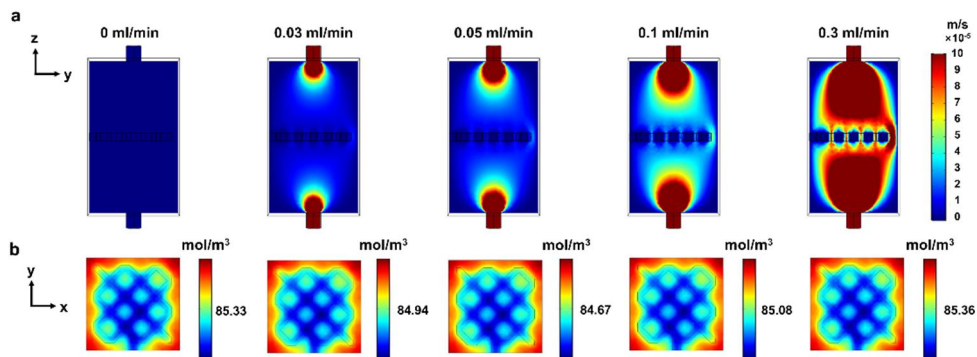 a
0 ml/min 0.03 ml/min 0.05 ml/min 0.1 ml/min 0.3 ml/min
m/s
×10⁻⁵
z
y
10
9
8
7
6
5
4
3
2
1
0
b
mol/m³ mol/m³ mol/m³ mol/m³ mol/m³
y
x
85.33 84.94 84.67 85.08 85.36